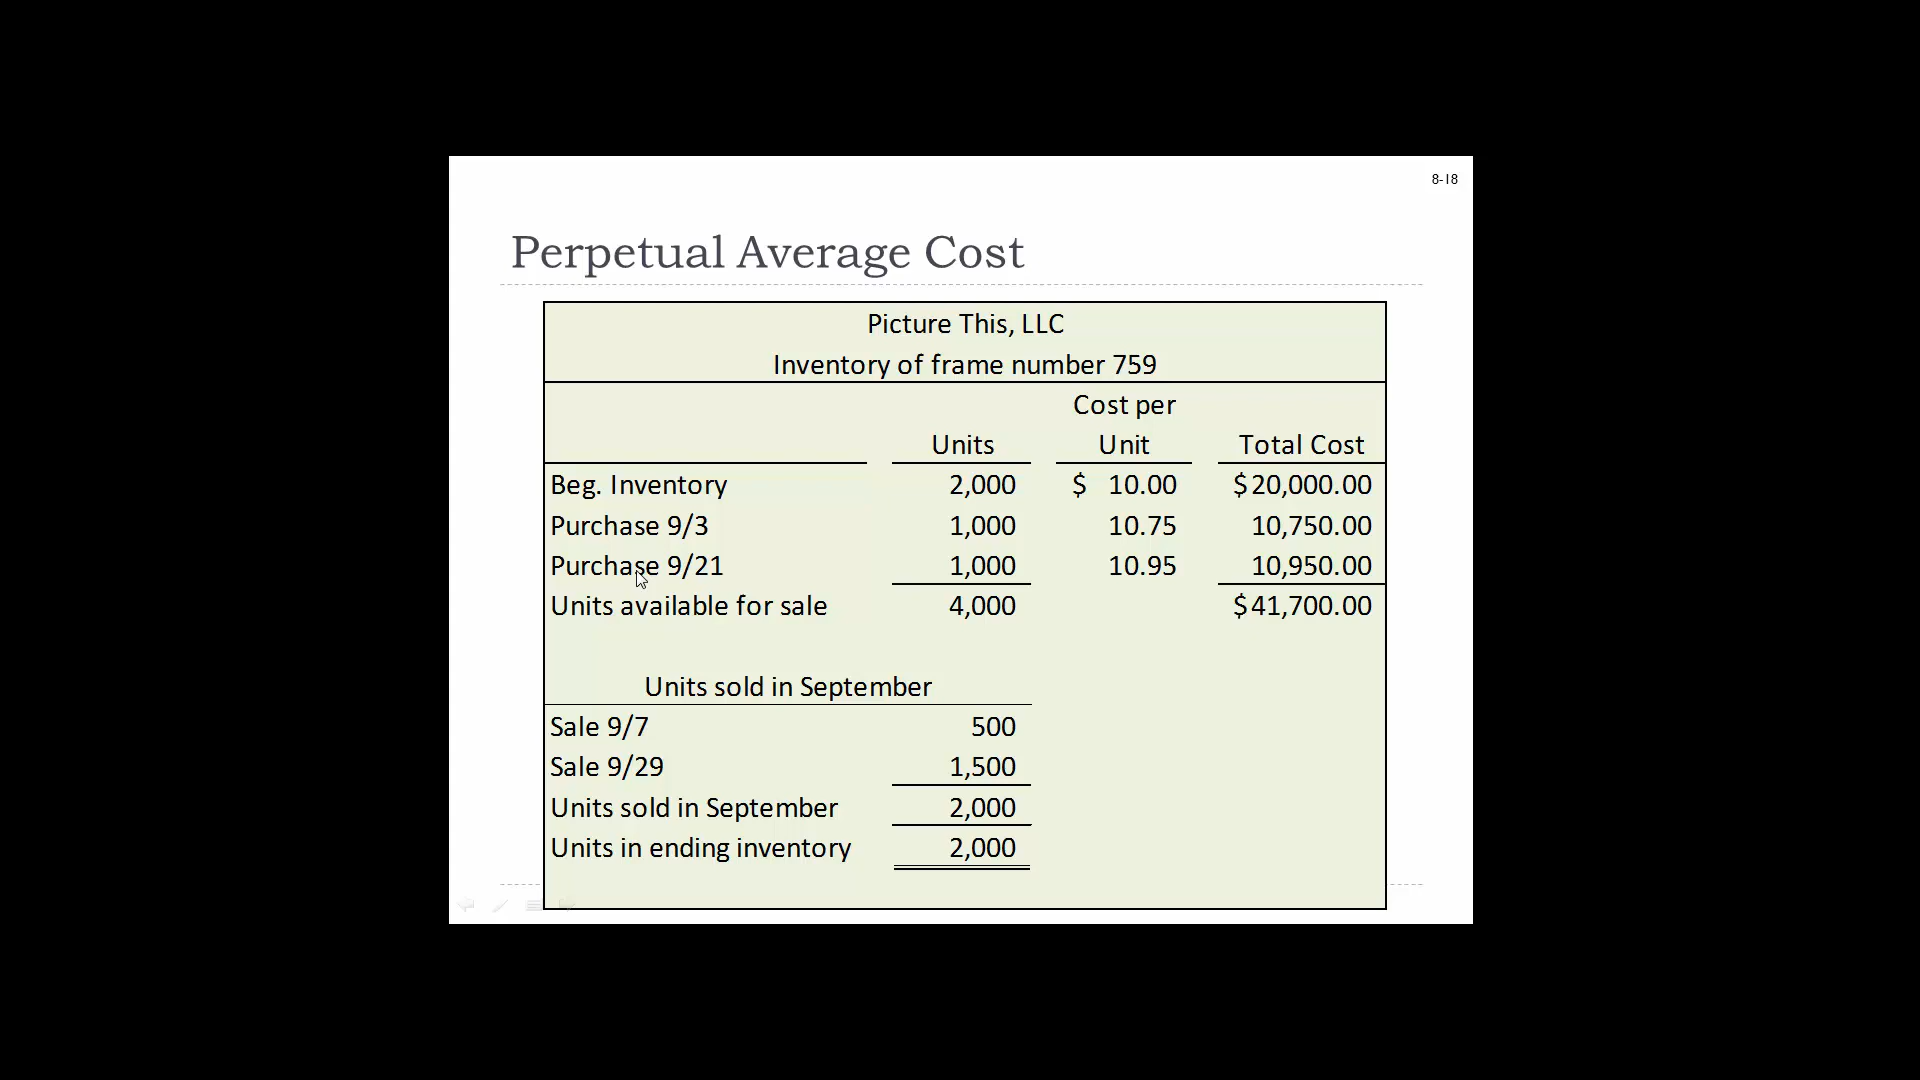 8-18
Perpetual Average Cost
Picture This, LLC
Inventory of frame number 759
Cost per
Units Unit Total Cost
Beg. Inventory 2,000 $ 10.00 $20,000.00
Purchase 9/3 1,000 10.75 10,750.00
Purchase 9/21 1,000 10.95 10,950.00
Units available for sale 4,000 $41,700.00
Units sold in September
Sale 9/7 500
Sale 9/29 1,500
Units sold in September 2,000
Units in ending inventory 2,000